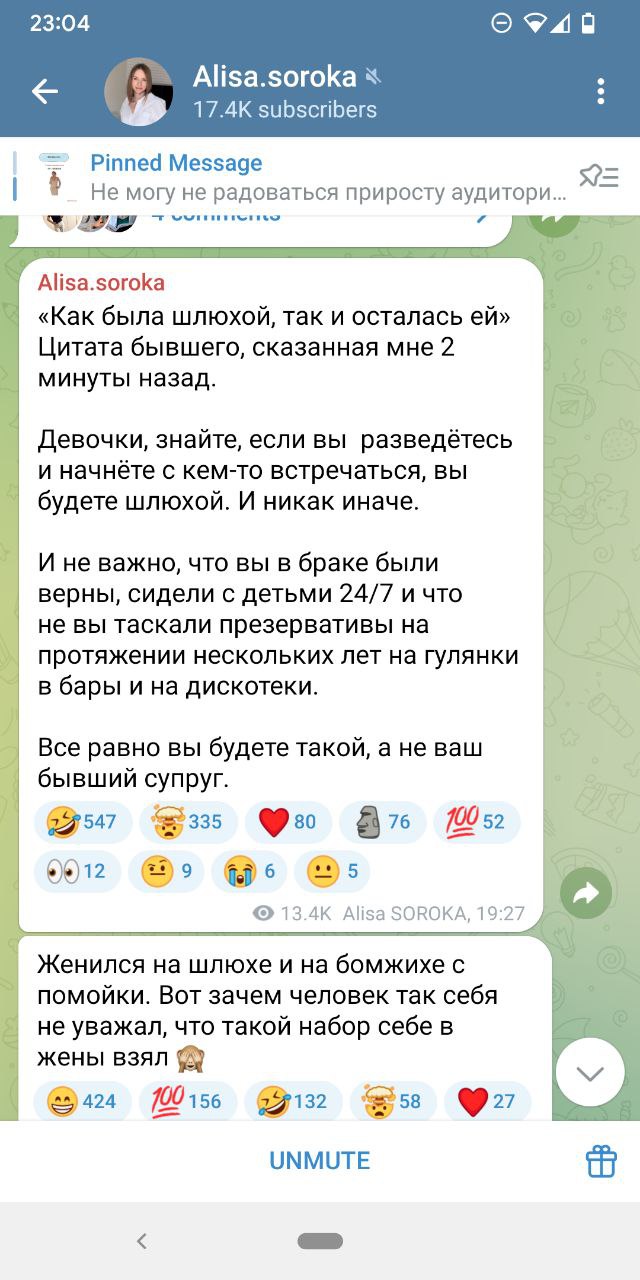 23:04
Alisa.soroka
17.4K subscribers
Pinned Message
Не могу не радоваться приросту аудитори...
4 comments
Alisa.soroka
«Как была шлюхой, так и осталась ей»
Цитата бывшего, сказанная мне 2
минуты назад.
Девочки, знайте, если вы разведётесь
и начнёте с кем-то встречаться, вы
будете шлюхой. И никак иначе.
И не важно, что вы в браке были
верны, сидели с детьми 24/7 и что
не вы таскали презервативы на
протяжении нескольких лет на гулянки
в бары и на дискотеки.
Все равно вы будете такой, а не ваш
бывший супруг.
🤣 547 🤯 335 ❤️ 80 🗿 76 💯 52
👀 12 🤨 9 😭 6 😐 5
13.4K Alisa SOROKA, 19:27
Женился на шлюхе и на бомжихе с
помойки. Вот зачем человек так себя
не уважал, что такой набор себе в
жены взял 🙈
😁 424 💯 156 🤣 132 🤯 58 ❤️ 27
UNMUTE